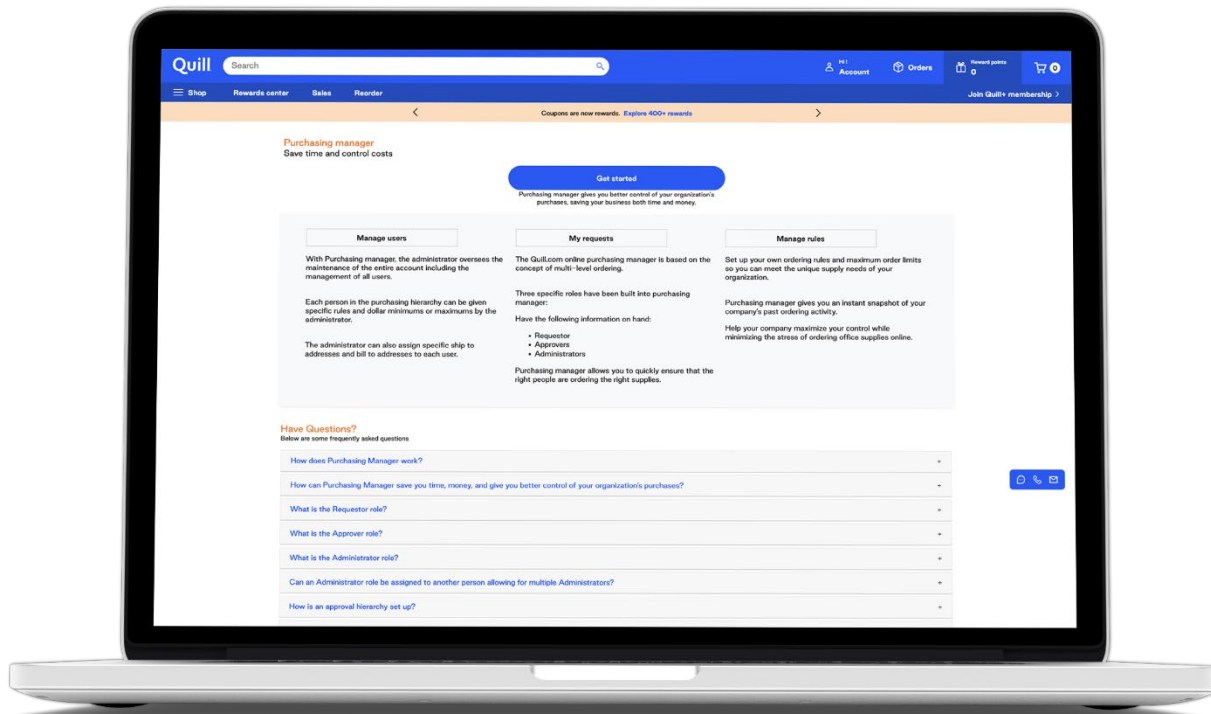 Quill
Search
Hi!
Account
Orders
Reward points
0
0
Shop
Rewards center
Sales
Reorder
Join Quill+ membership >
Coupons are now rewards. Explore 400+ rewards
Purchasing manager
Save time and control costs
Get started
Purchasing manager gives you better control of your organization's
purchases, saving your business both time and money.
Manage users
With Purchasing manager, the administrator oversees the
maintenance of the entire account including the
management of all users.
Each person in the purchasing hierarchy can be given
specific rules and dollar minimums or maximums by the
administrator.
The administrator can also assign specific ship to
addresses and bill to addresses to each user.
My requests
The Quill.com online purchasing manager is based on the
concept of multi-level ordering.
Three specific roles have been built into purchasing
manager:
Have the following information on hand:
• Requestor
• Approvers
• Administrators
Purchasing manager allows you to quickly ensure that the
right people are ordering the right supplies.
Manage rules
Set up your own ordering rules and maximum order limits
so you can meet the unique supply needs of your
organization.
Purchasing manager gives you an instant snapshot of your
company's past ordering activity.
Help your company maximize your control while
minimizing the stress of ordering office supplies online.
Have Questions?
Below are some frequently asked questions
How does Purchasing Manager work?
How can Purchasing Manager save you time, money, and give you better control of your organization's purchases?
What is the Requestor role?
What is the Approver role?
What is the Administrator role?
Can an Administrator role be assigned to another person allowing for multiple Administrators?
How is an approval hierarchy set up?